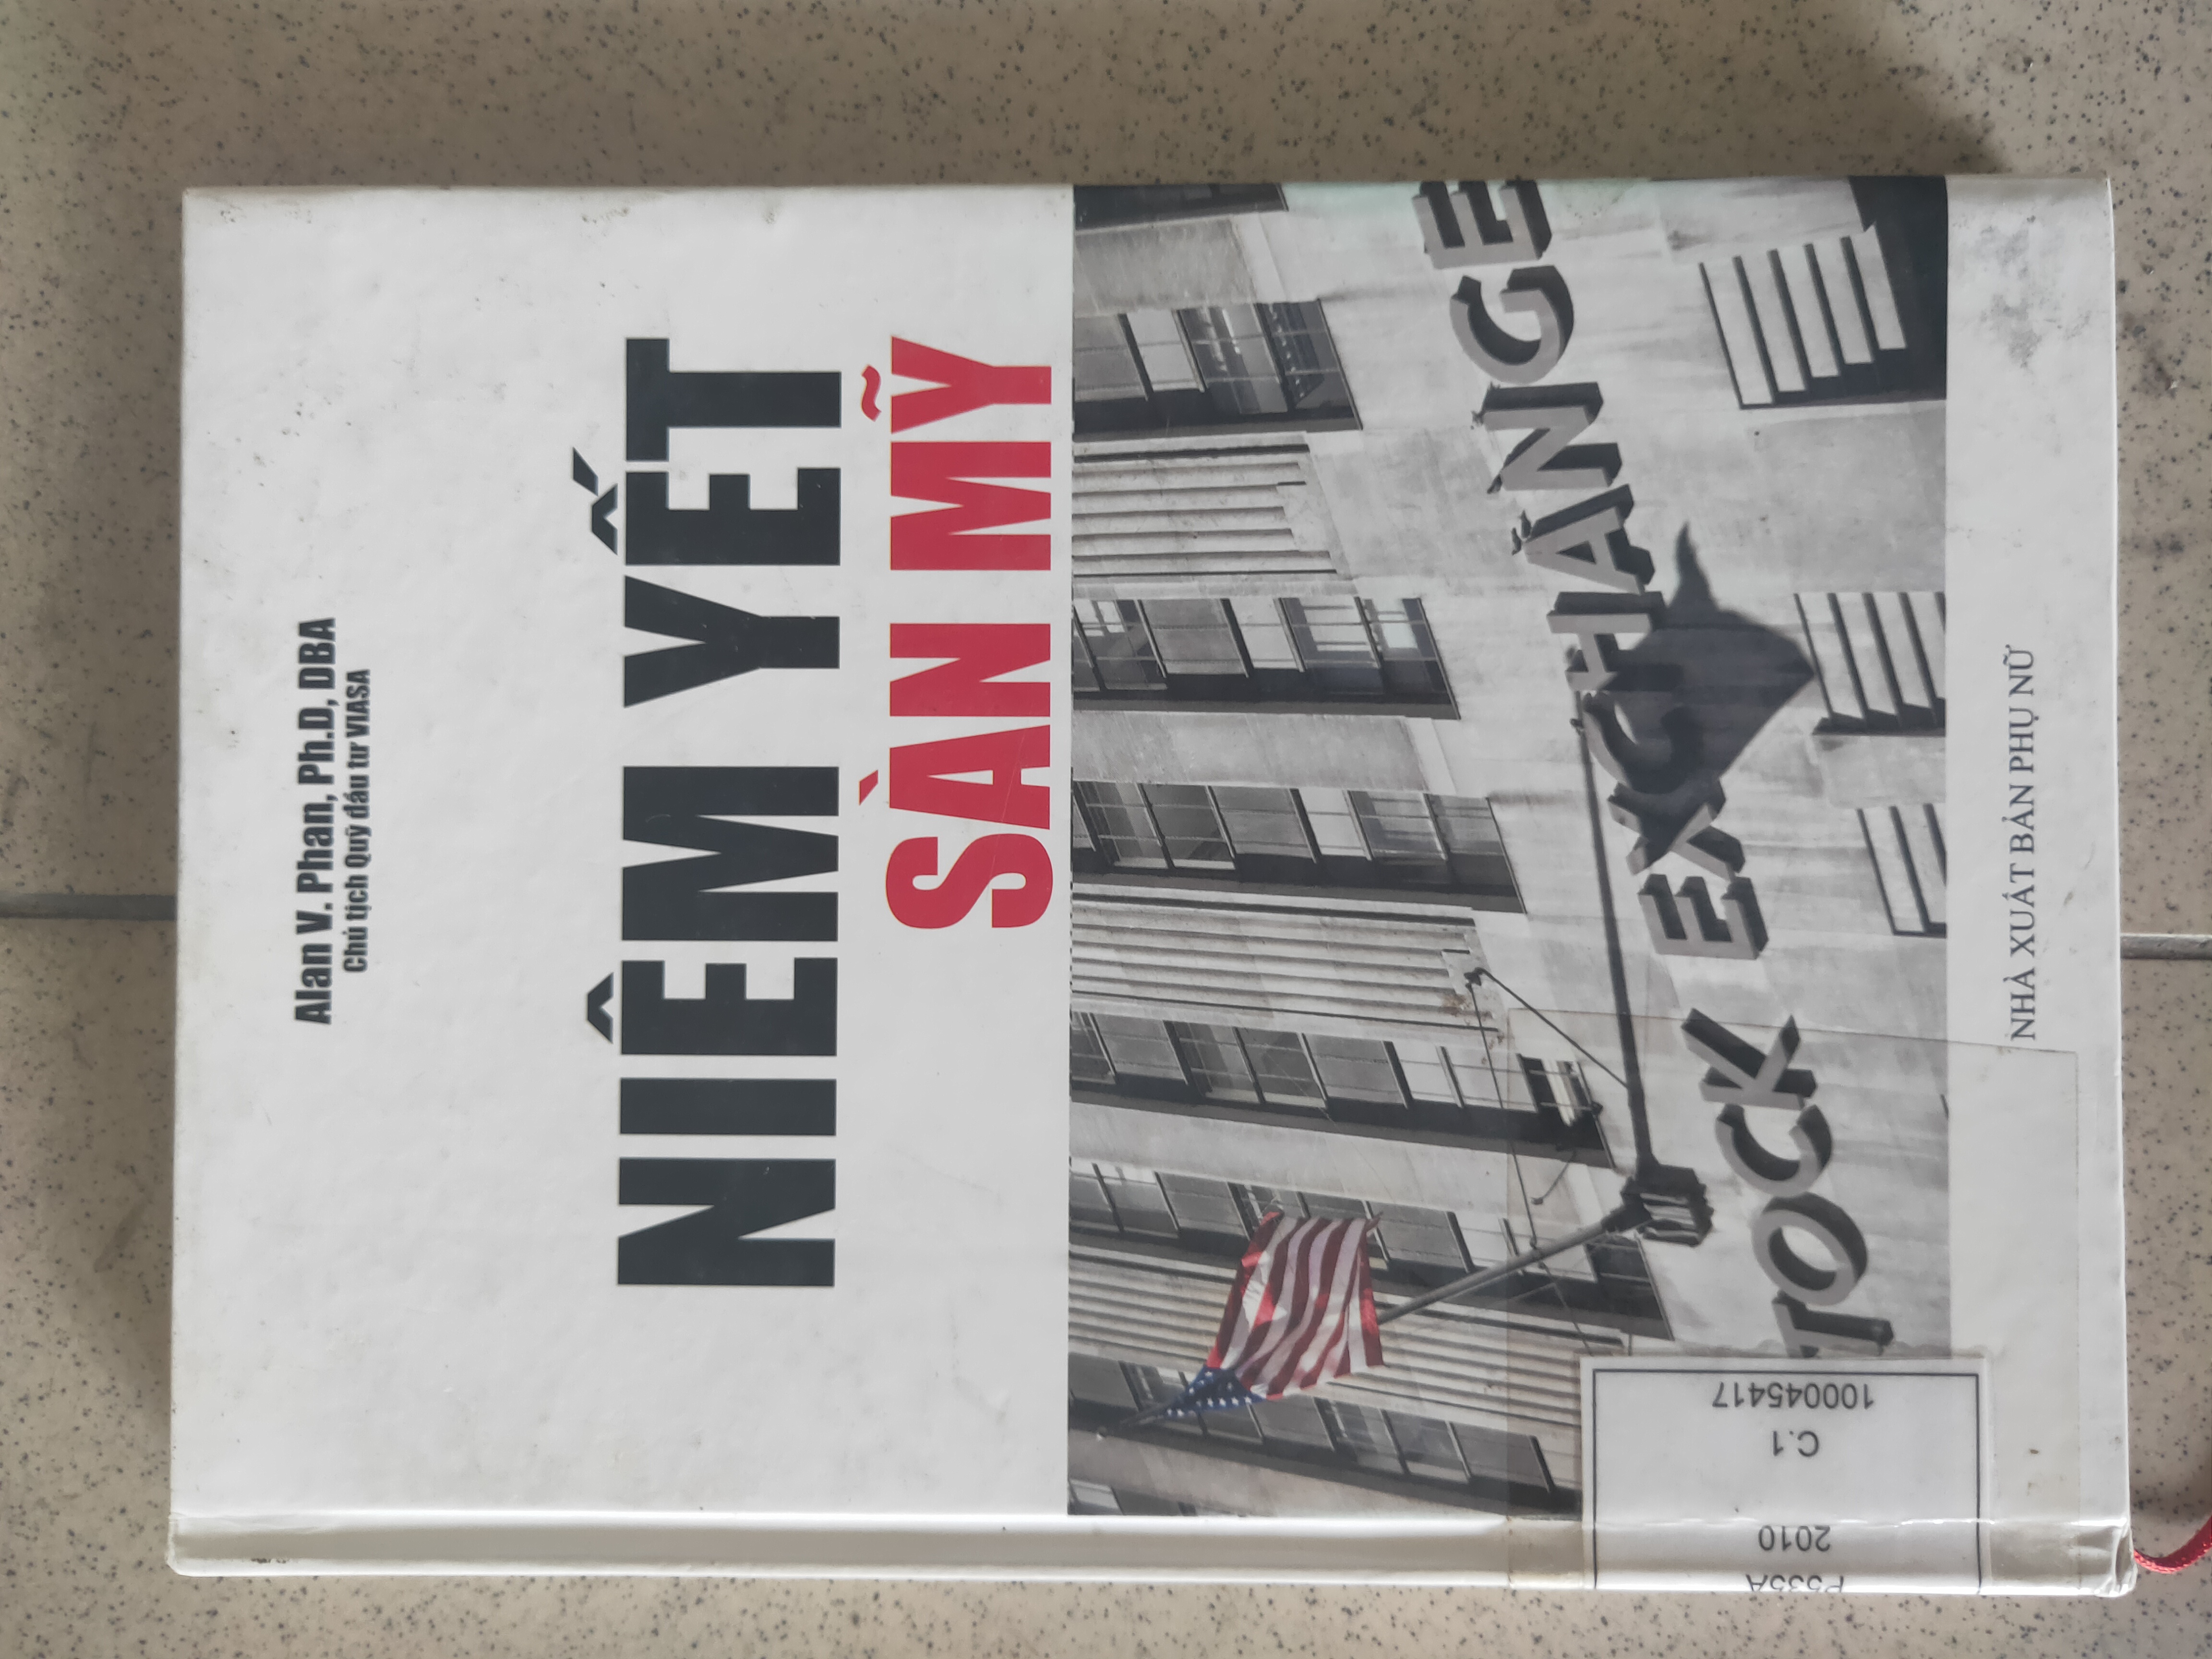 Alan V. Phan, Ph.D, DBA
Chủ tịch Quỹ đầu tư VIASA
NIÊM YẾT
SÀN MỸ
TOCK EXCHANGE
2010
C.1
100045417
NHÀ XUẤT BẢN PHỤ NỮ